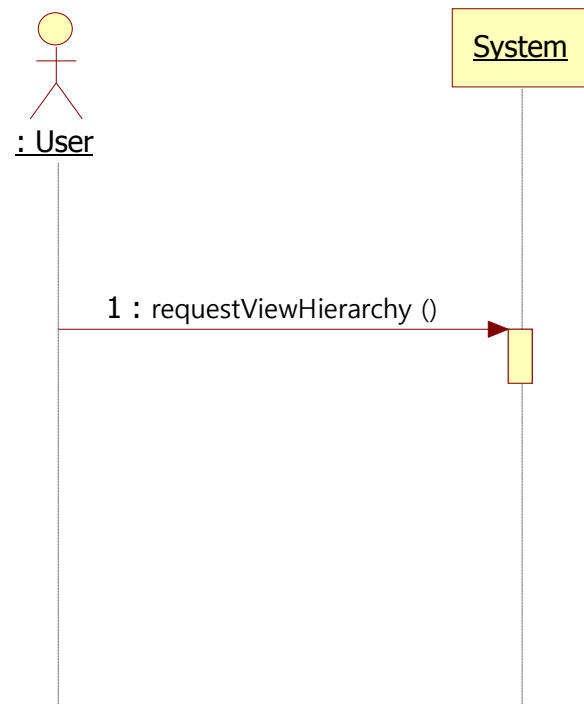 System
: User
1 : requestViewHierarchy ()